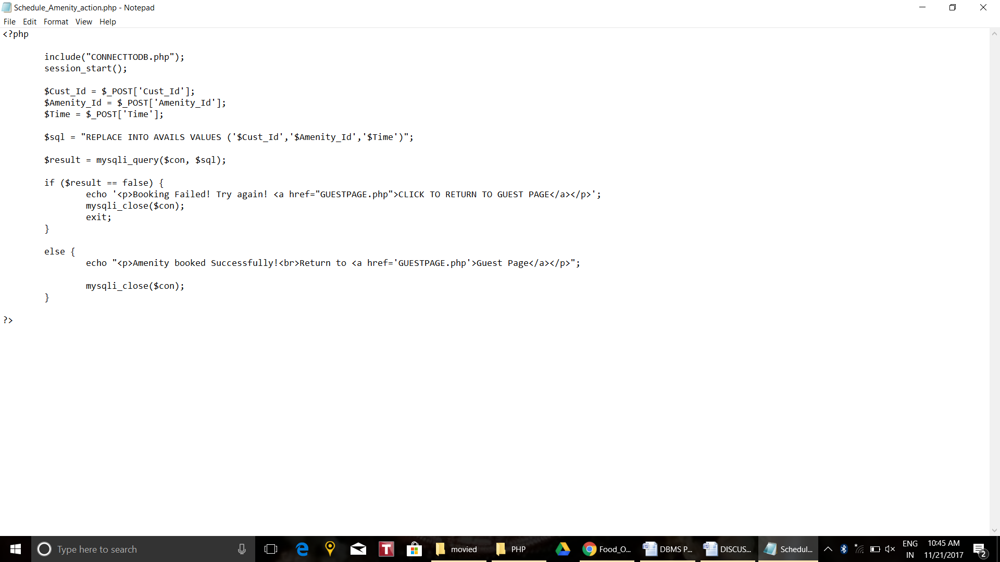 Schedule_Amenity_action.php - Notepad
File Edit Format View Help
<?php
include("CONNECTTODB.php");
session_start();
$Cust_Id = $_POST['Cust_Id'];
$Amenity_Id = $_POST['Amenity_Id'];
$Time = $_POST['Time'];
$sql = "REPLACE INTO AVAILS VALUES ('$Cust_Id','$Amenity_Id','$Time')";
$result = mysqli_query($con, $sql);
if ($result == false) {
echo '<p>Booking Failed! Try again! <a href="GUESTPAGE.php">CLICK TO RETURN TO GUEST PAGE</a></p>';
mysqli_close($con);
exit;
}
else {
echo "<p>Amenity booked Successfully!<br>Return to <a href='GUESTPAGE.php'>Guest Page</a></p>";
mysqli_close($con);
}
?>
Type here to search T movied PHP Food_O... DBMS P... DISCUS... Schedul... ENG 10:45 AM
IN 11/21/2017 2